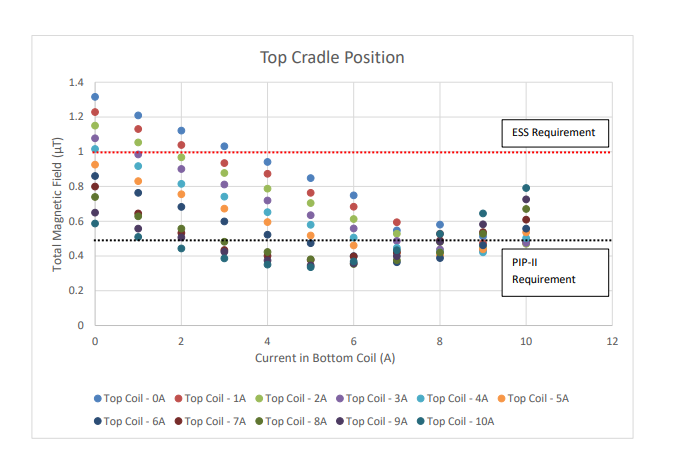 Top Cradle Position
1.4
1.2
1
0.8
0.6
0.4
0.2
0
Total Magnetic Field (µT)
ESS Requirement
PIP-II
Requirement
0 2 4 6 8 10 12
Current in Bottom Coil (A)
Top Coil - 0A Top Coil - 1A Top Coil - 2A Top Coil - 3A Top Coil - 4A Top Coil - 5A
Top Coil - 6A Top Coil - 7A Top Coil - 8A Top Coil - 9A Top Coil - 10A